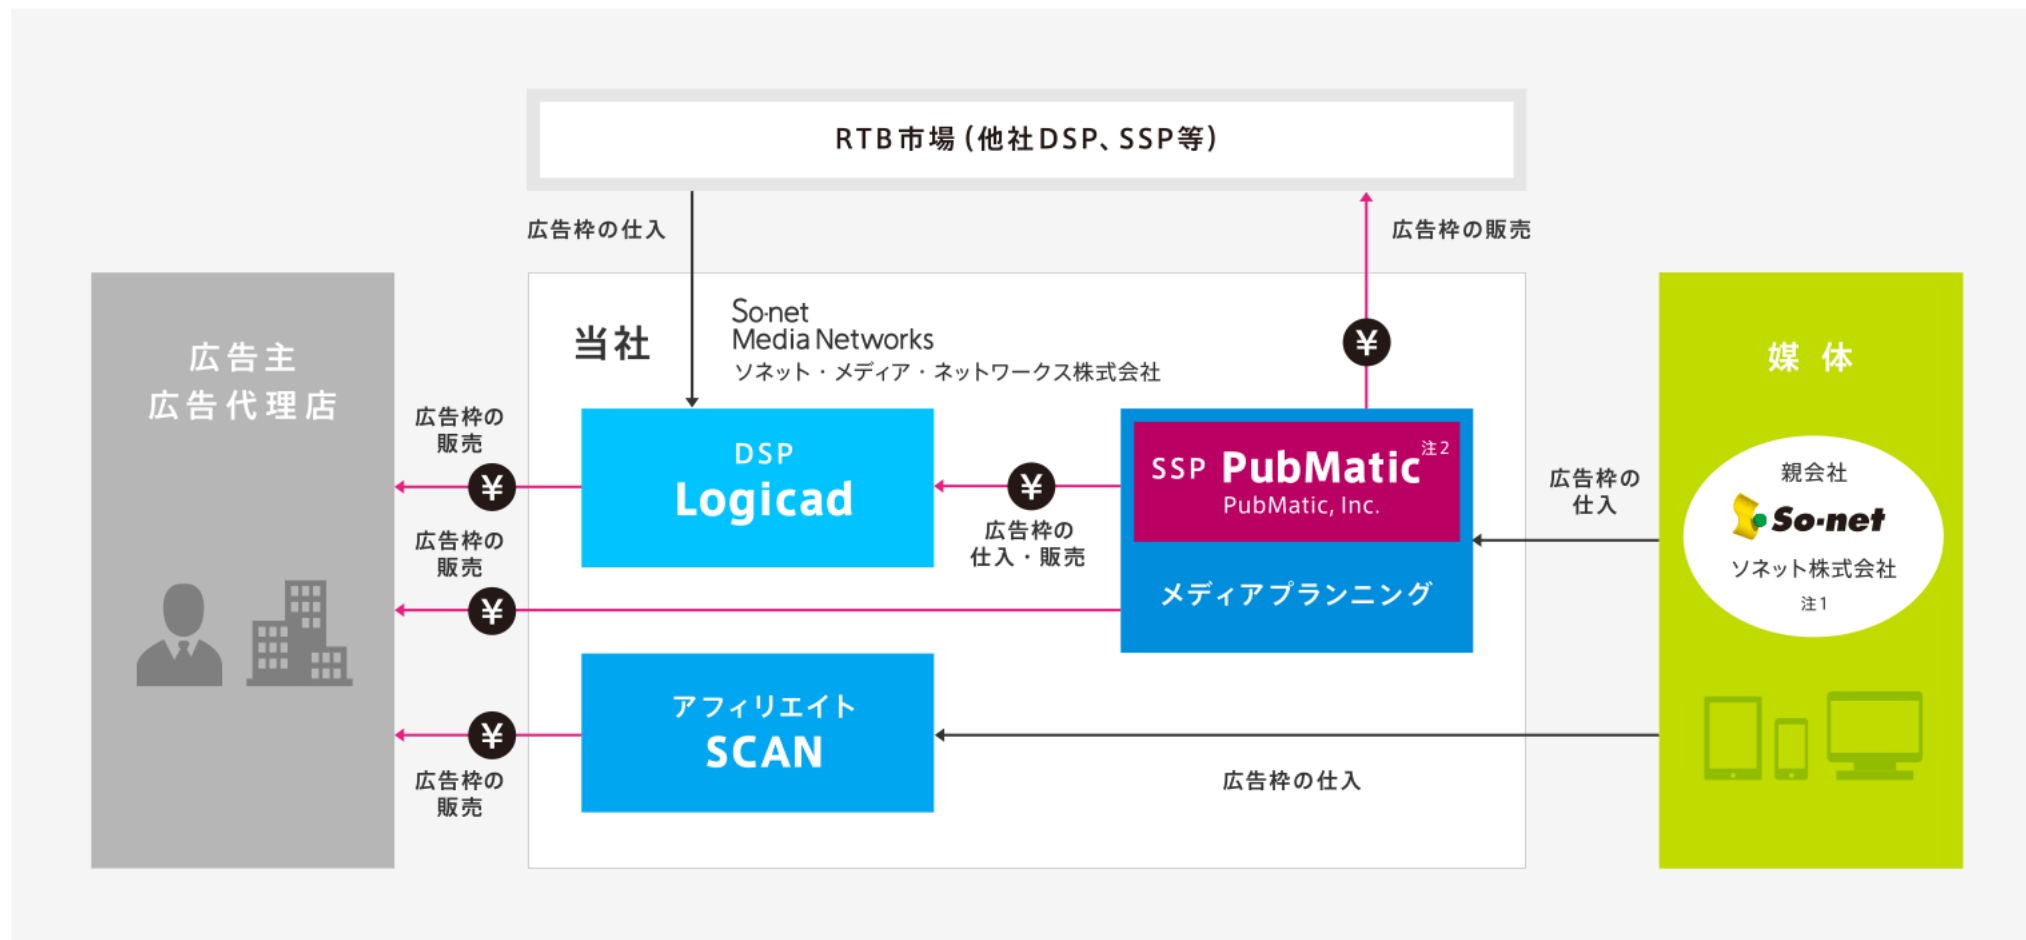 RTB市場(他社DSP、SSP等)
広告枠の仕入
広告枠の販売
広告主
広告代理店
当社
So-net
Media Networks
ソネット・メディア・ネットワークス株式会社
広告枠の
販売
¥
DSP
Logicad
¥
広告枠の
仕入・販売
¥
SSP PubMatic 注2
PubMatic, Inc.
メディアプランニング
広告枠の
販売
¥
アフィリエイト
SCAN
¥
広告枠の
販売
広告枠の仕入
広告枠の
仕入
媒体
親会社
So-net
ソネット株式会社
注1